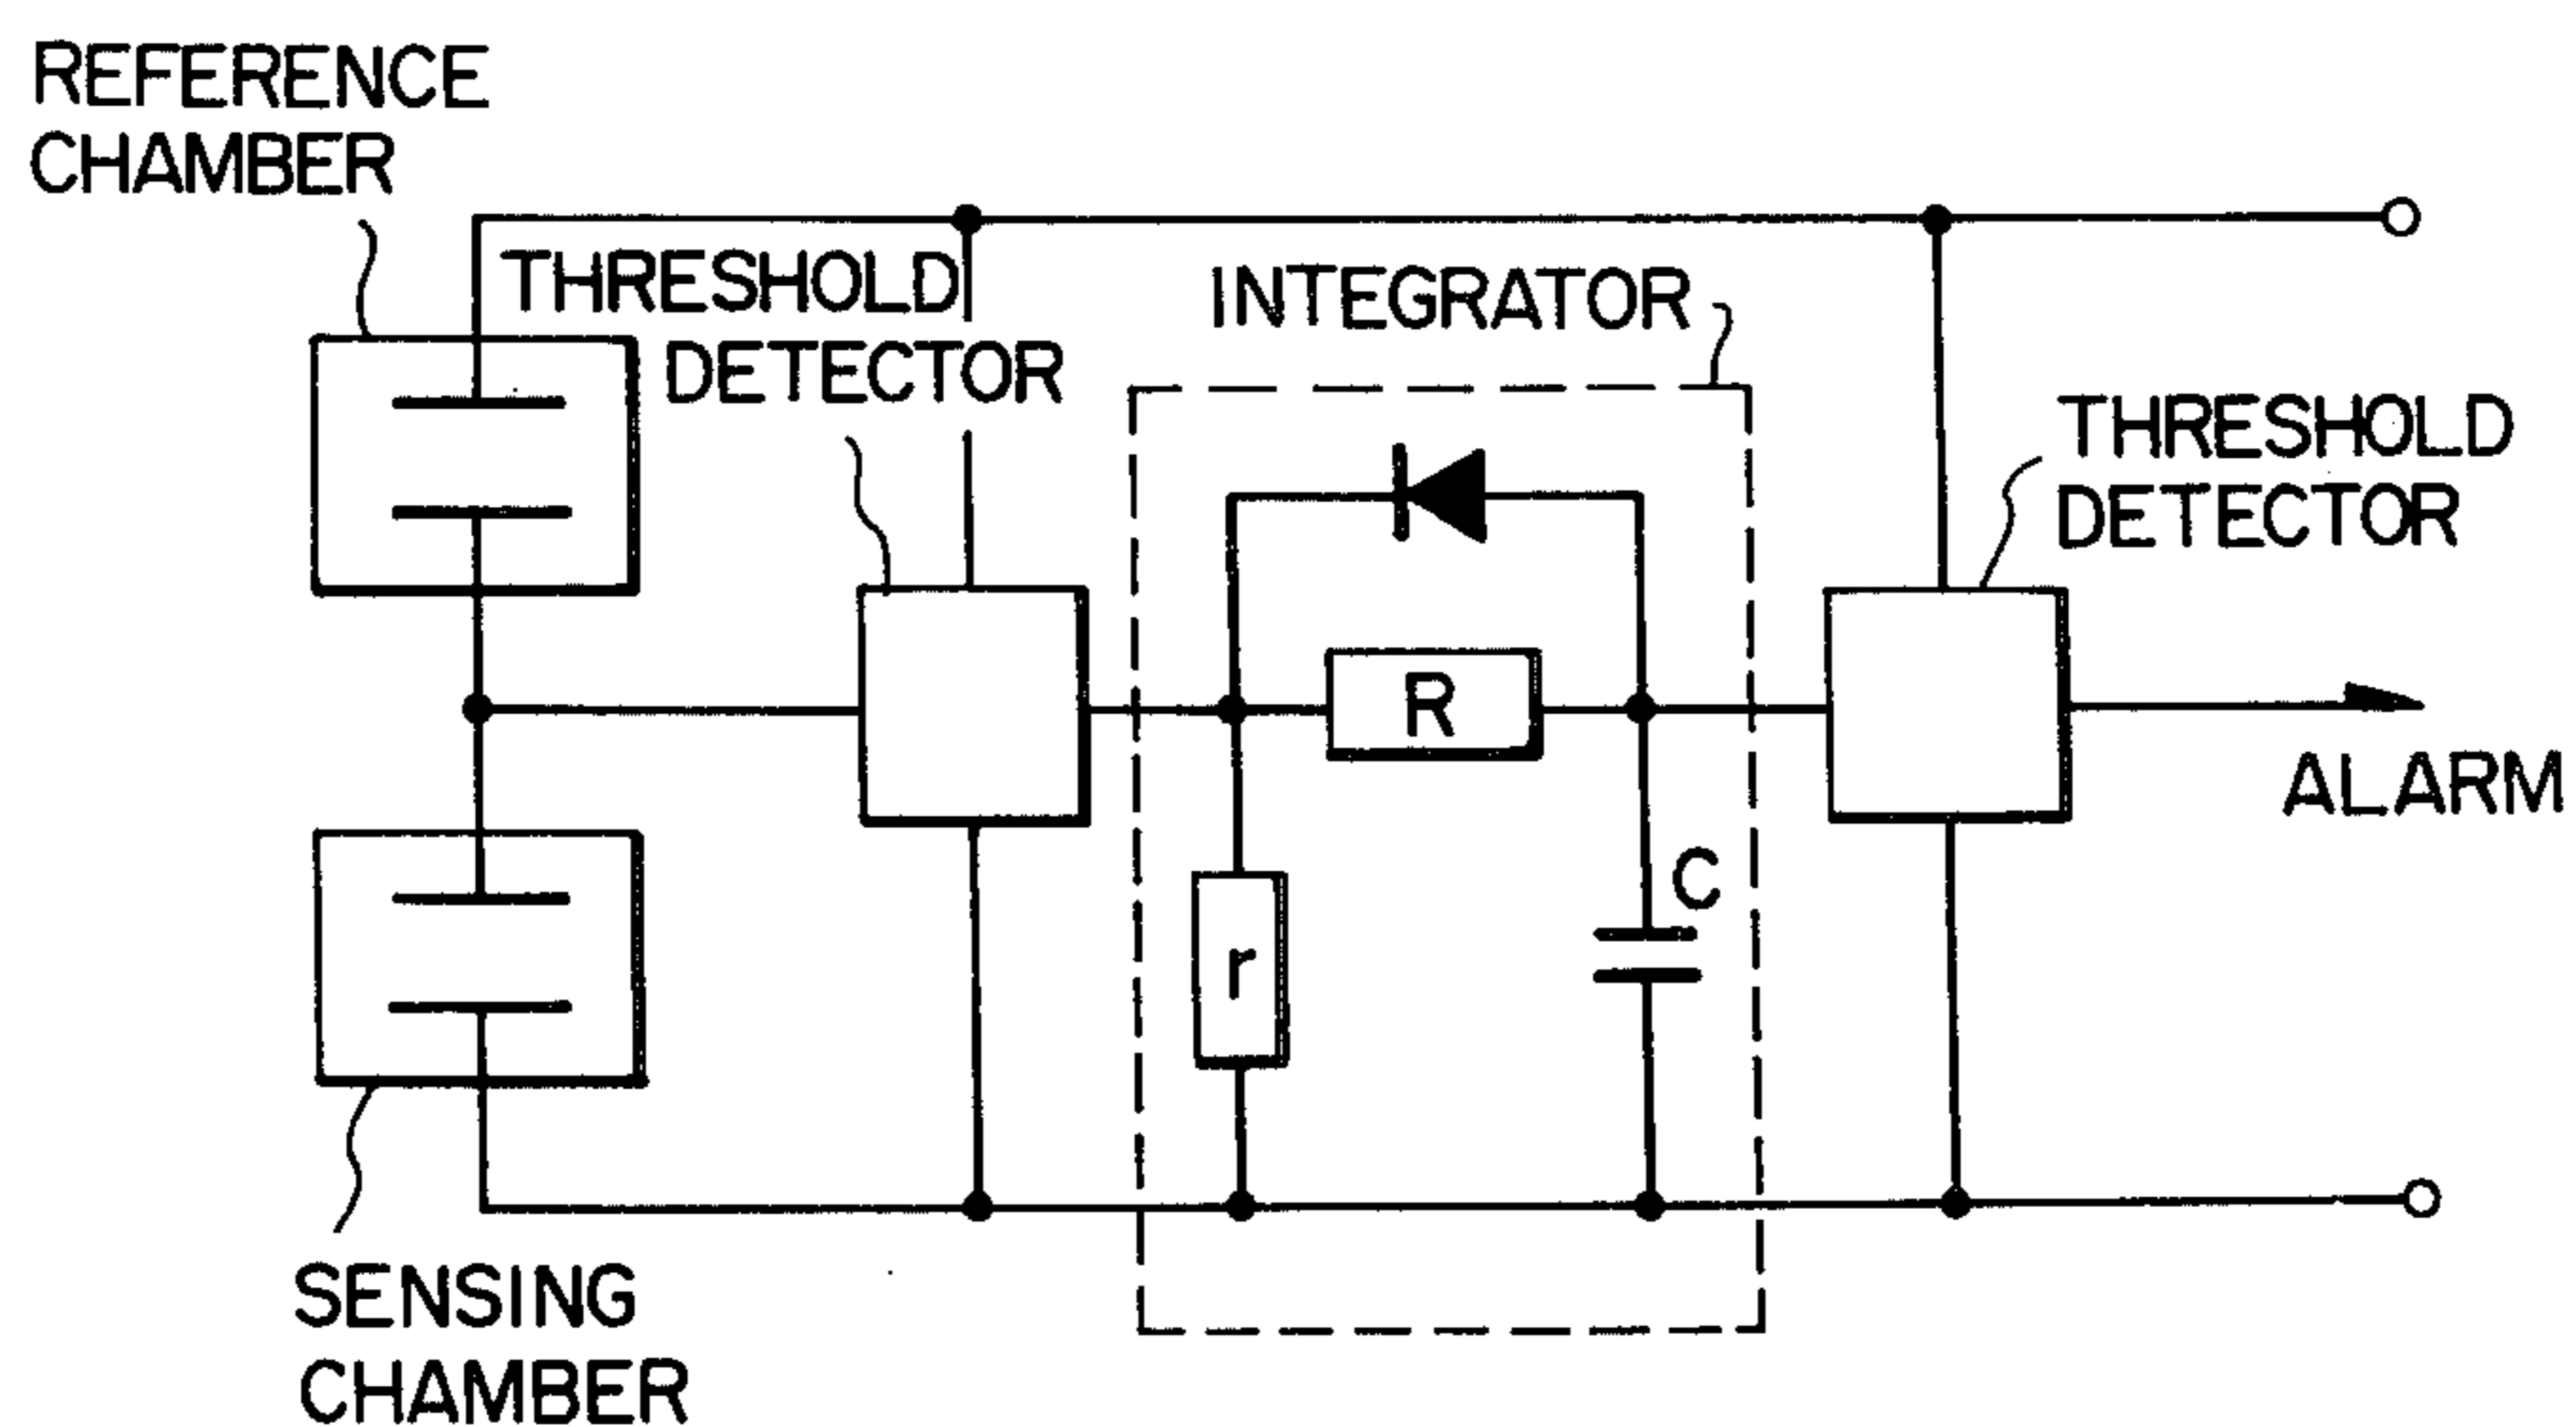 REFERENCE
CHAMBER
THRESHOLD
DETECTOR
INTEGRATOR
THRESHOLD
DETECTOR
R
ALARM
C
r
SENSING
CHAMBER